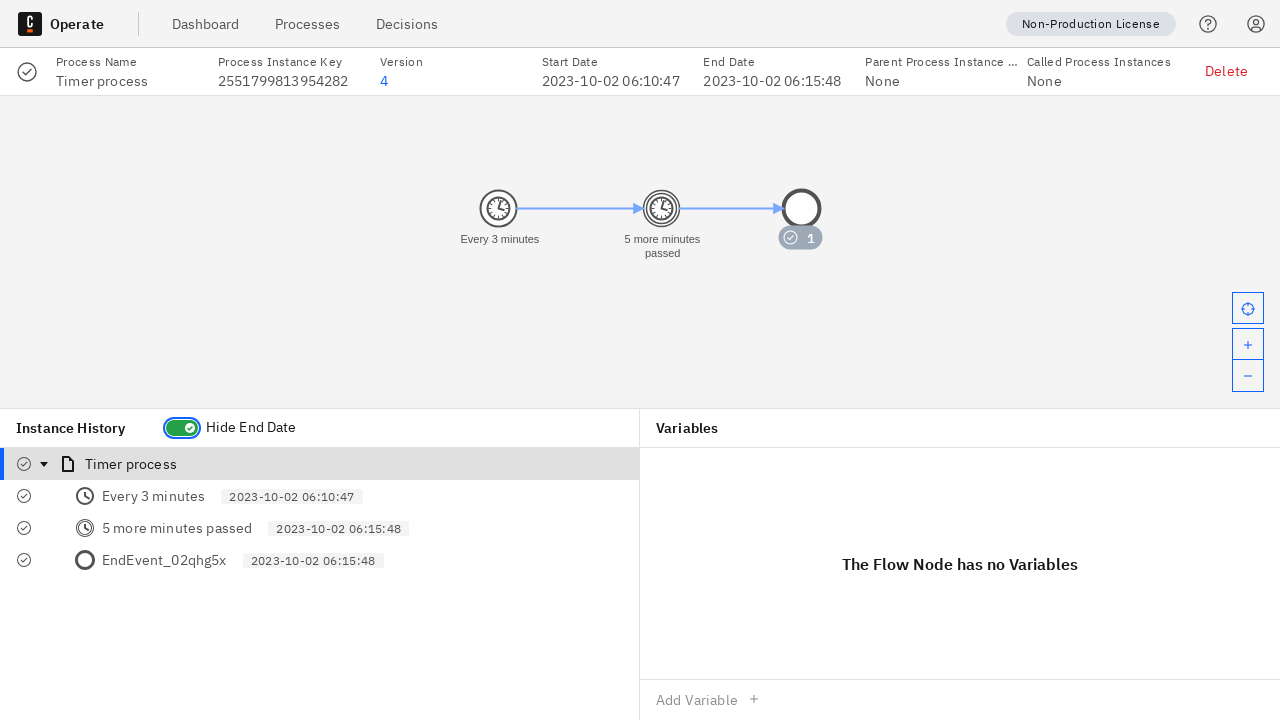 Operate
Dashboard
Processes
Decisions
Non-Production License
Process Name
Timer process
Process Instance Key
2551799813954282
Version
4
Start Date
2023-10-02 06:10:47
End Date
2023-10-02 06:15:48
Parent Process Instance ...
None
Called Process Instances
None
Delete
Every 3 minutes
5 more minutes
passed
1
Instance History
Hide End Date
Timer process
Every 3 minutes 2023-10-02 06:10:47
5 more minutes passed 2023-10-02 06:15:48
EndEvent_02qhg5x 2023-10-02 06:15:48
Variables
The Flow Node has no Variables
Add Variable +